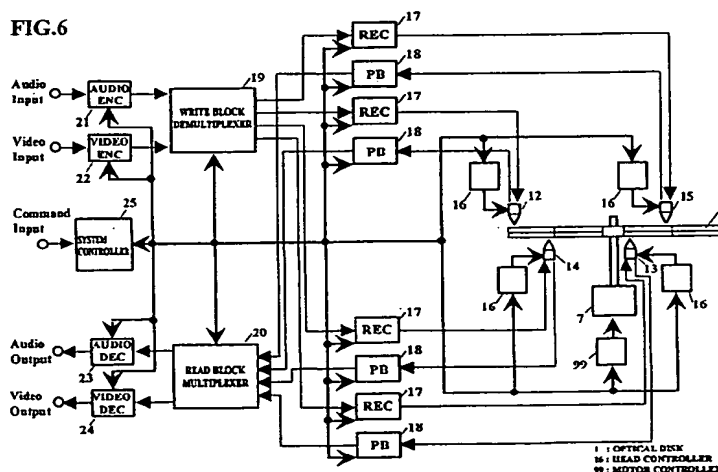 FIG.6
17
REC
18
PB
17
REC
18
PB
Audio
Input
AUDIO
ENC
21
19
WRITE BLOCK
DEMULTIPLEXER
Video
Input
VIDEO
ENC
22
16
12
16
15
Command
Input
25
SYSTEM
CONTROLLER
14
13
16
16
7
99
17
REC
18
PB
17
REC
18
PB
Audio
Output
AUDIO
DEC
23
20
READ BLOCK
MULTIPLEXER
Video
Output
VIDEO
DEC
24
1 : OPTICAL DISK
16 : HEAD CONTROLLER
99 : MOTOR CONTROLLER